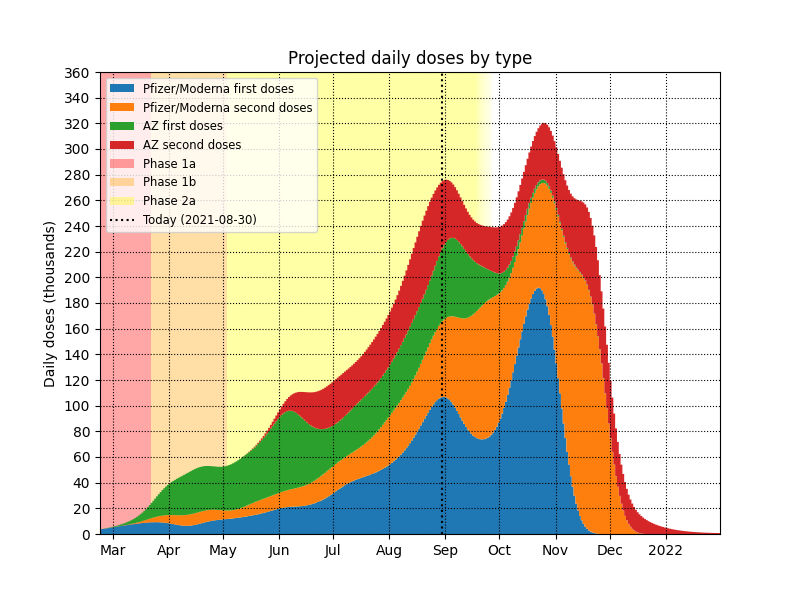 Projected daily doses by type
Daily doses (thousands)
360
340
320
300
280
260
240
220
200
180
160
140
120
100
80
60
40
20
0
Pfizer/Moderna first doses
Pfizer/Moderna second doses
AZ first doses
AZ second doses
Phase 1a
Phase 1b
Phase 2a
Today (2021-08-30)
Mar Apr May Jun Jul Aug Sep Oct Nov Dec 2022